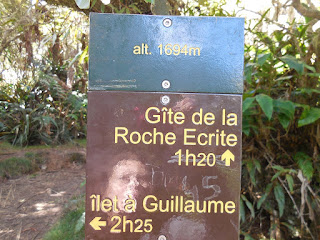 alt. 1694m
Gîte de la
Roche Ecrite
1h20 ↑
îlet à Guillaume
← 2h25